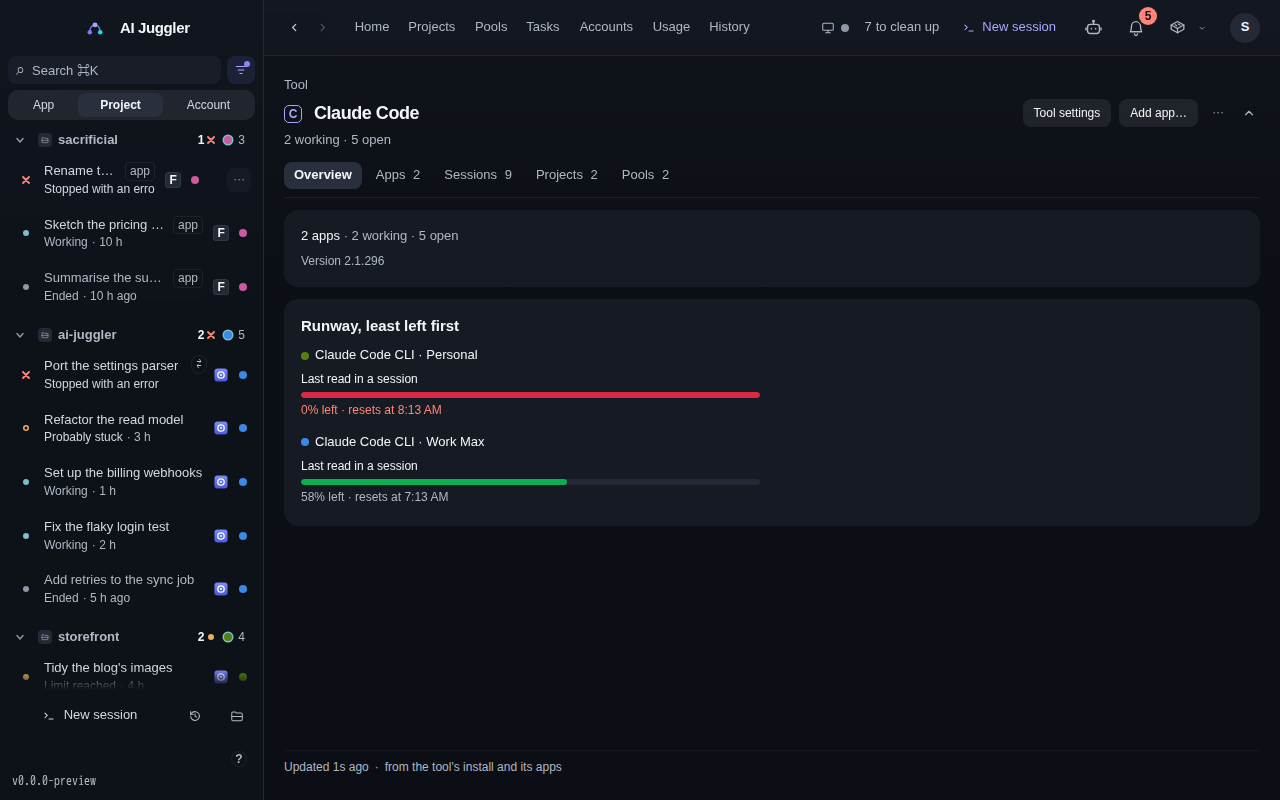 AI Juggler
Search ⌘K
App
Project
Account
sacrificial
1
3
Rename t…
app
Stopped with an erro
F
Sketch the pricing …
app
Working · 10 h
F
Summarise the su…
app
Ended · 10 h ago
F
ai-juggler
2
5
Port the settings parser
Stopped with an error
Refactor the read model
Probably stuck · 3 h
Set up the billing webhooks
Working · 1 h
Fix the flaky login test
Working · 2 h
Add retries to the sync job
Ended · 5 h ago
storefront
2
4
Tidy the blog's images
Limit reached · 4 h
New session
?
v0.0.0-preview
Home
Projects
Pools
Tasks
Accounts
Usage
History
7 to clean up
New session
5
S
Tool
C
Claude Code
Tool settings
Add app…
2 working · 5 open
Overview
Apps 2
Sessions 9
Projects 2
Pools 2
2 apps · 2 working · 5 open
Version 2.1.296
Runway, least left first
Claude Code CLI · Personal
Last read in a session
0% left · resets at 8:13 AM
Claude Code CLI · Work Max
Last read in a session
58% left · resets at 7:13 AM
Updated 1s ago · from the tool's install and its apps